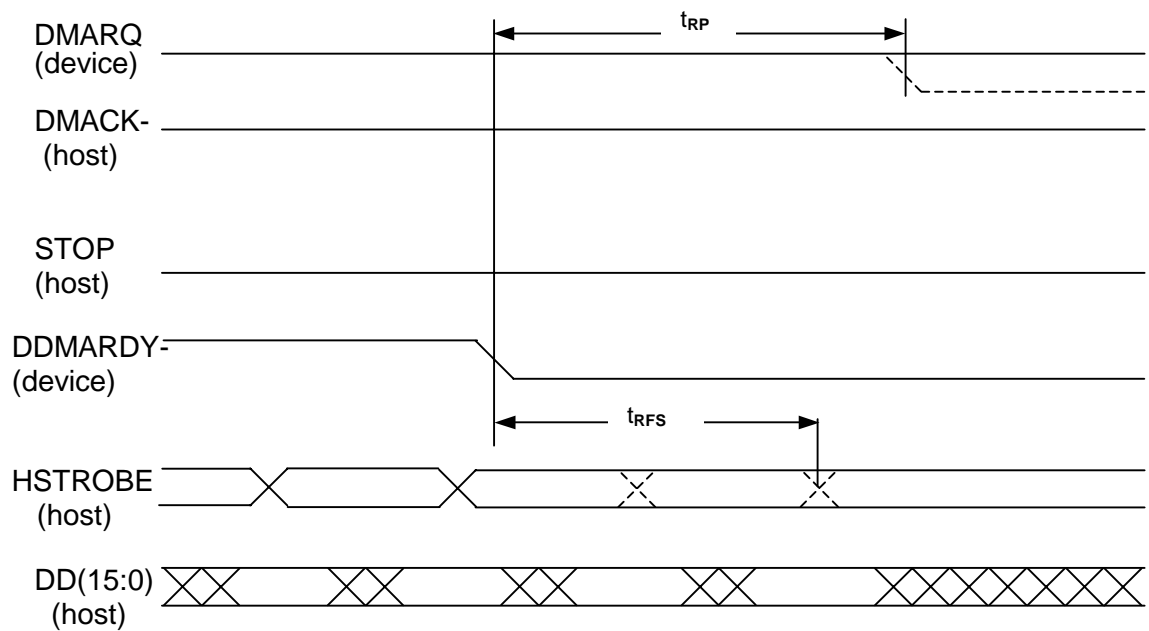 DMARQ
(device)
tRP
DMACK-
(host)
STOP
(host)
DDMARDY-
(device)
tRFS
HSTROBE
(host)
DD(15:0)
(host)